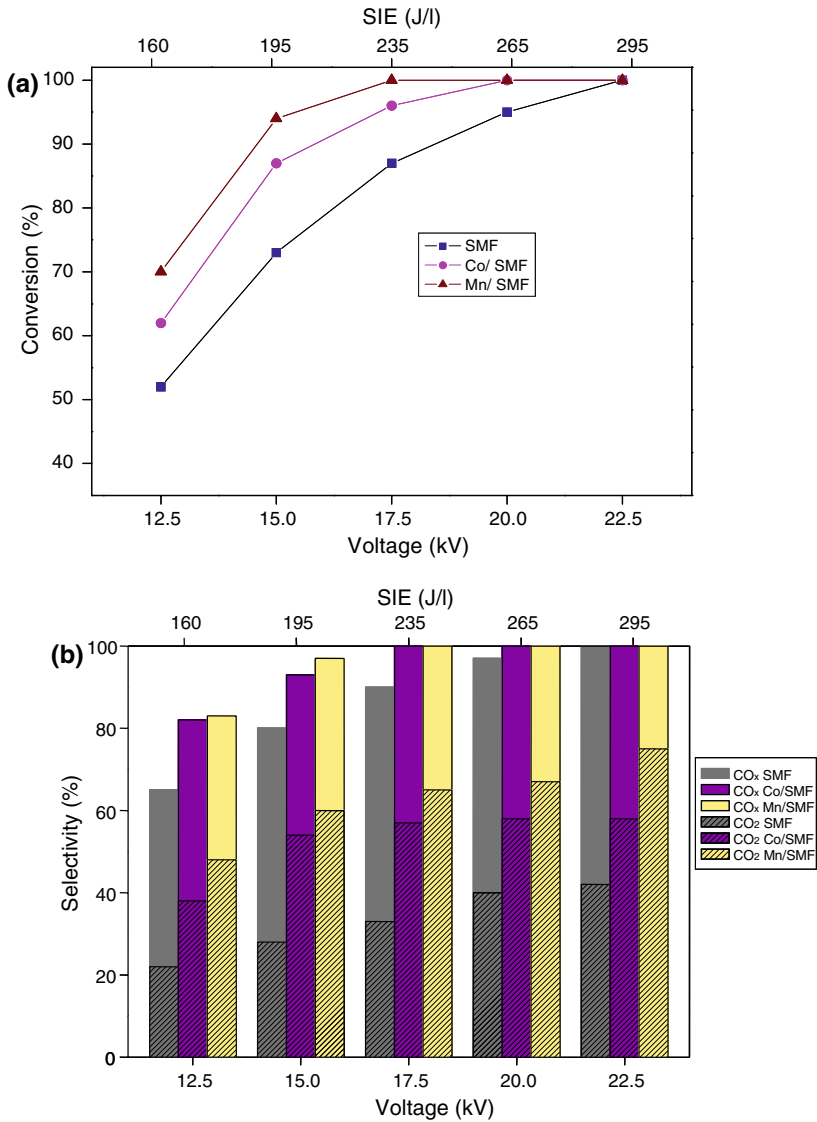 SIE (J/l)
160 195 235 265 295
(a)
100
90
80
70
60
50
40
Conversion (%)
SMF
Co/ SMF
Mn/ SMF
12.5 15.0 17.5 20.0 22.5
Voltage (kV)
SIE (J/l)
160 195 235 265 295
(b)
100
80
60
40
20
0
Selectivity (%)
COₓ SMF
COₓ Co/SMF
COₓ Mn/SMF
CO₂ SMF
CO₂ Co/SMF
CO₂ Mn/SMF
12.5 15.0 17.5 20.0 22.5
Voltage (kV)